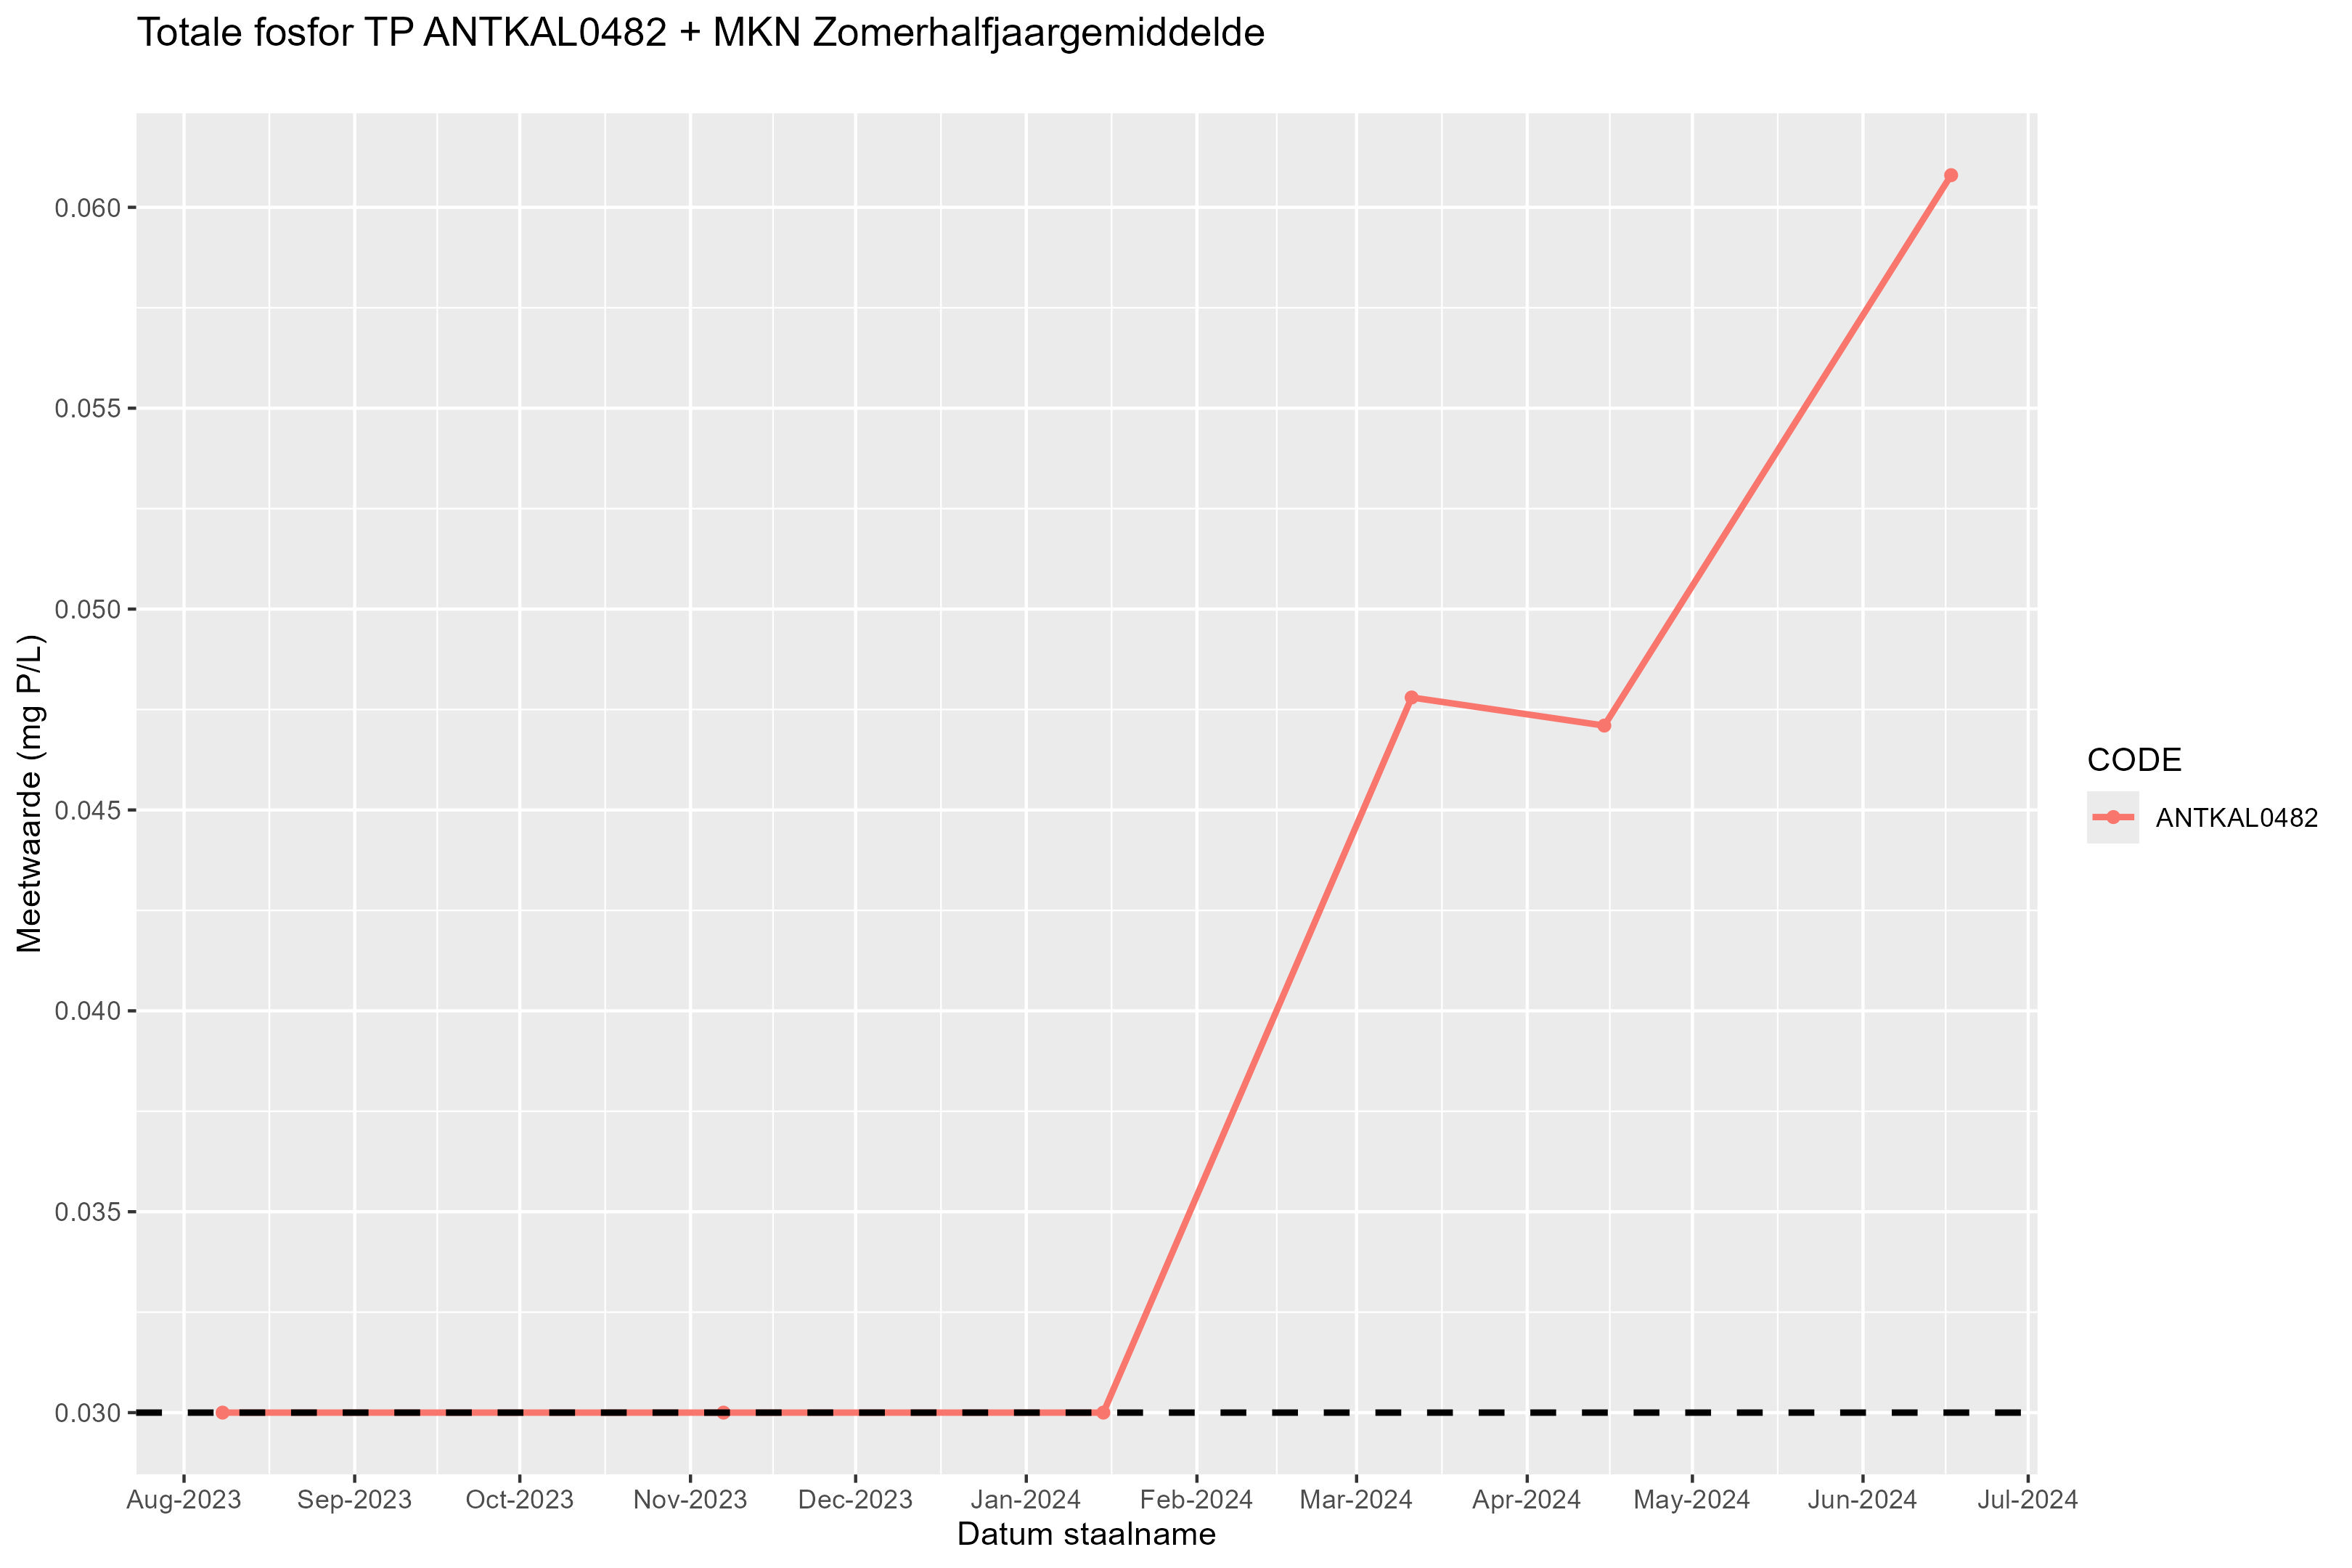 Totale fosfor TP ANTKAL0482 + MKN Zomerhalfjaargemiddelde
Meetwaarde (mg P/L)
0.060
0.055
0.050
0.045
0.040
0.035
0.030
Aug-2023 Sep-2023 Oct-2023 Nov-2023 Dec-2023 Jan-2024 Feb-2024 Mar-2024 Apr-2024 May-2024 Jun-2024 Jul-2024
Datum staalname
CODE
ANTKAL0482